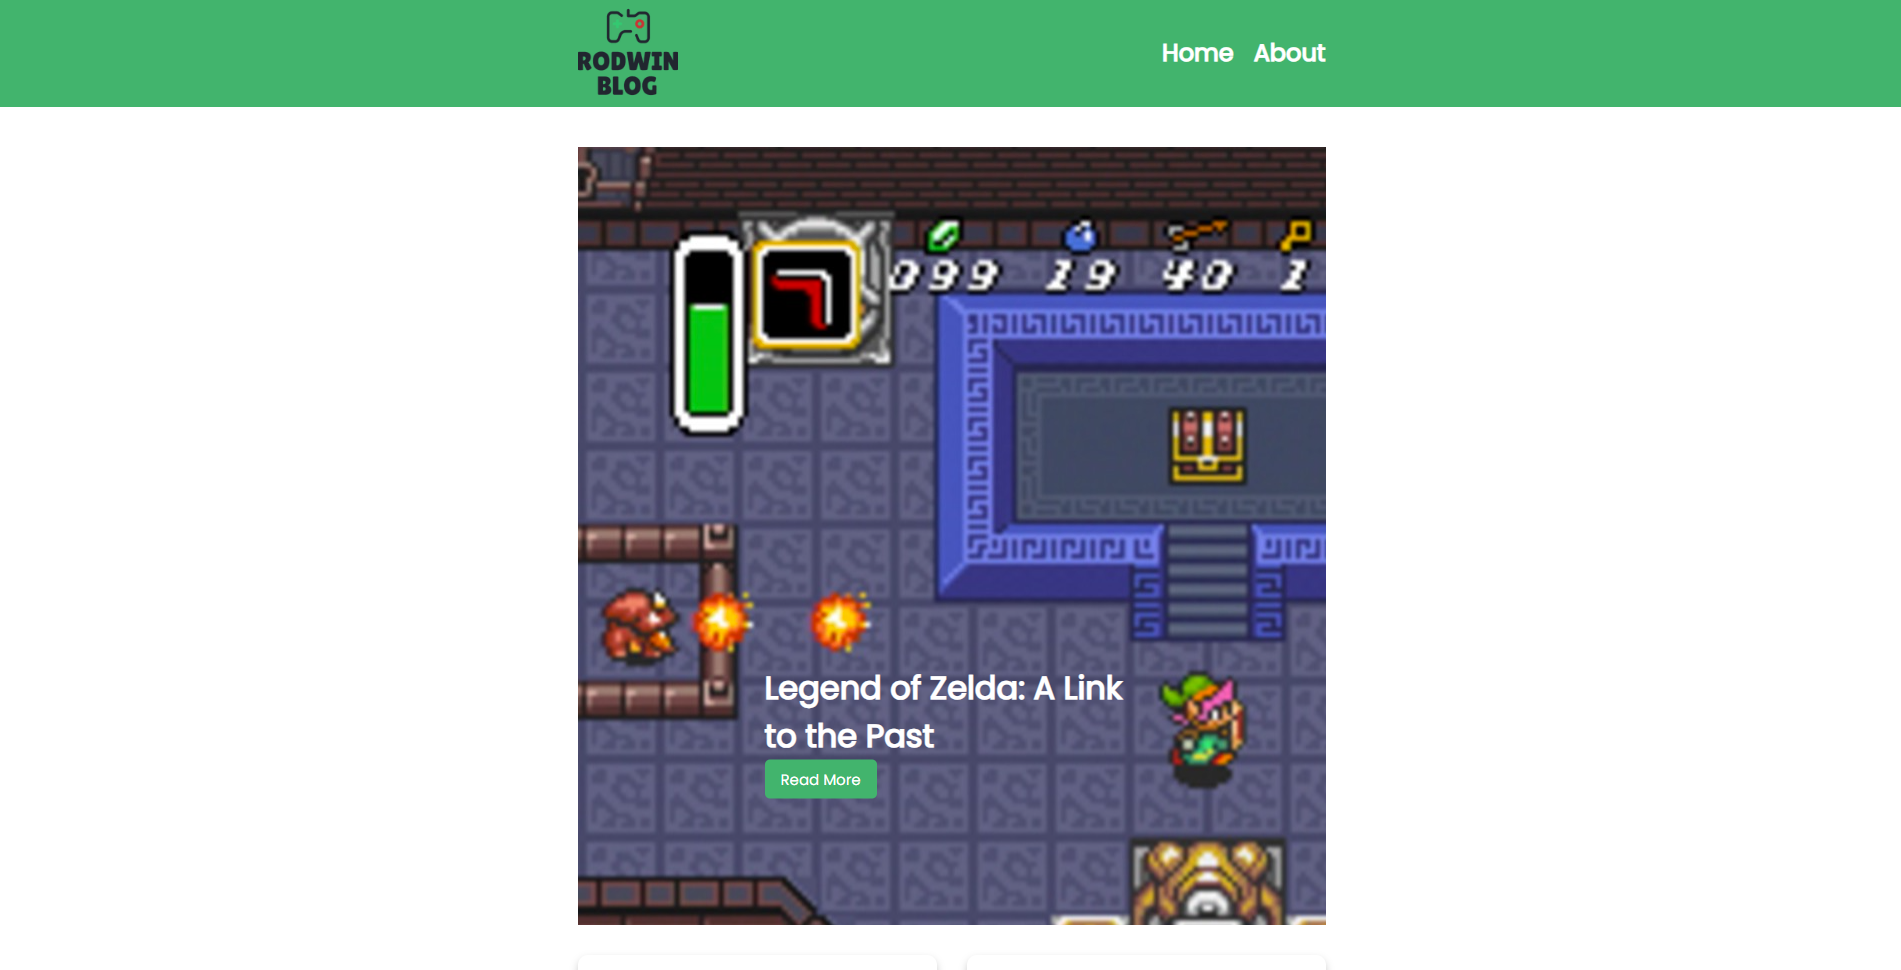 RODWIN
BLOG
Home About
099 19 40 1
Legend of Zelda: A Link
to the Past
Read More